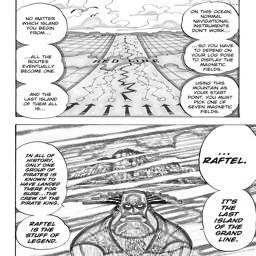 NO MATTER
WHICH ISLAND
YOU BEGIN
FROM...
ON THIS OCEAN,
NORMAL
NAVIGATIONAL
INSTRUMENTS
DON'T WORK...
...ALL THE
ROUTES
EVENTUALLY
BECOME ONE.
...SO YOU HAVE
TO DEPEND ON
YOUR LOG POSE
TO DISPLAY THE
MAGNETIC
FIELDS.
AND THE
LAST ISLAND
OF THEM ALL
IS...
USING THIS
MOUNTAIN AS
YOUR START
POINT, YOU MUST
PICK ONE OF
SEVEN MAGNETIC
FIELDS.
RED LINE
IN ALL OF
HISTORY,
ONLY ONE
GROUP OF
PIRATES IS
KNOWN TO
HAVE LANDED
THERE FOR
SURE...THE
CREW OF THE
PIRATE KING.
RAFTEL
IS THE
STUFF OF
LEGEND.
...
RAFTEL.
IT'S
THE
LAST
ISLAND
OF THE
GRAND
LINE.